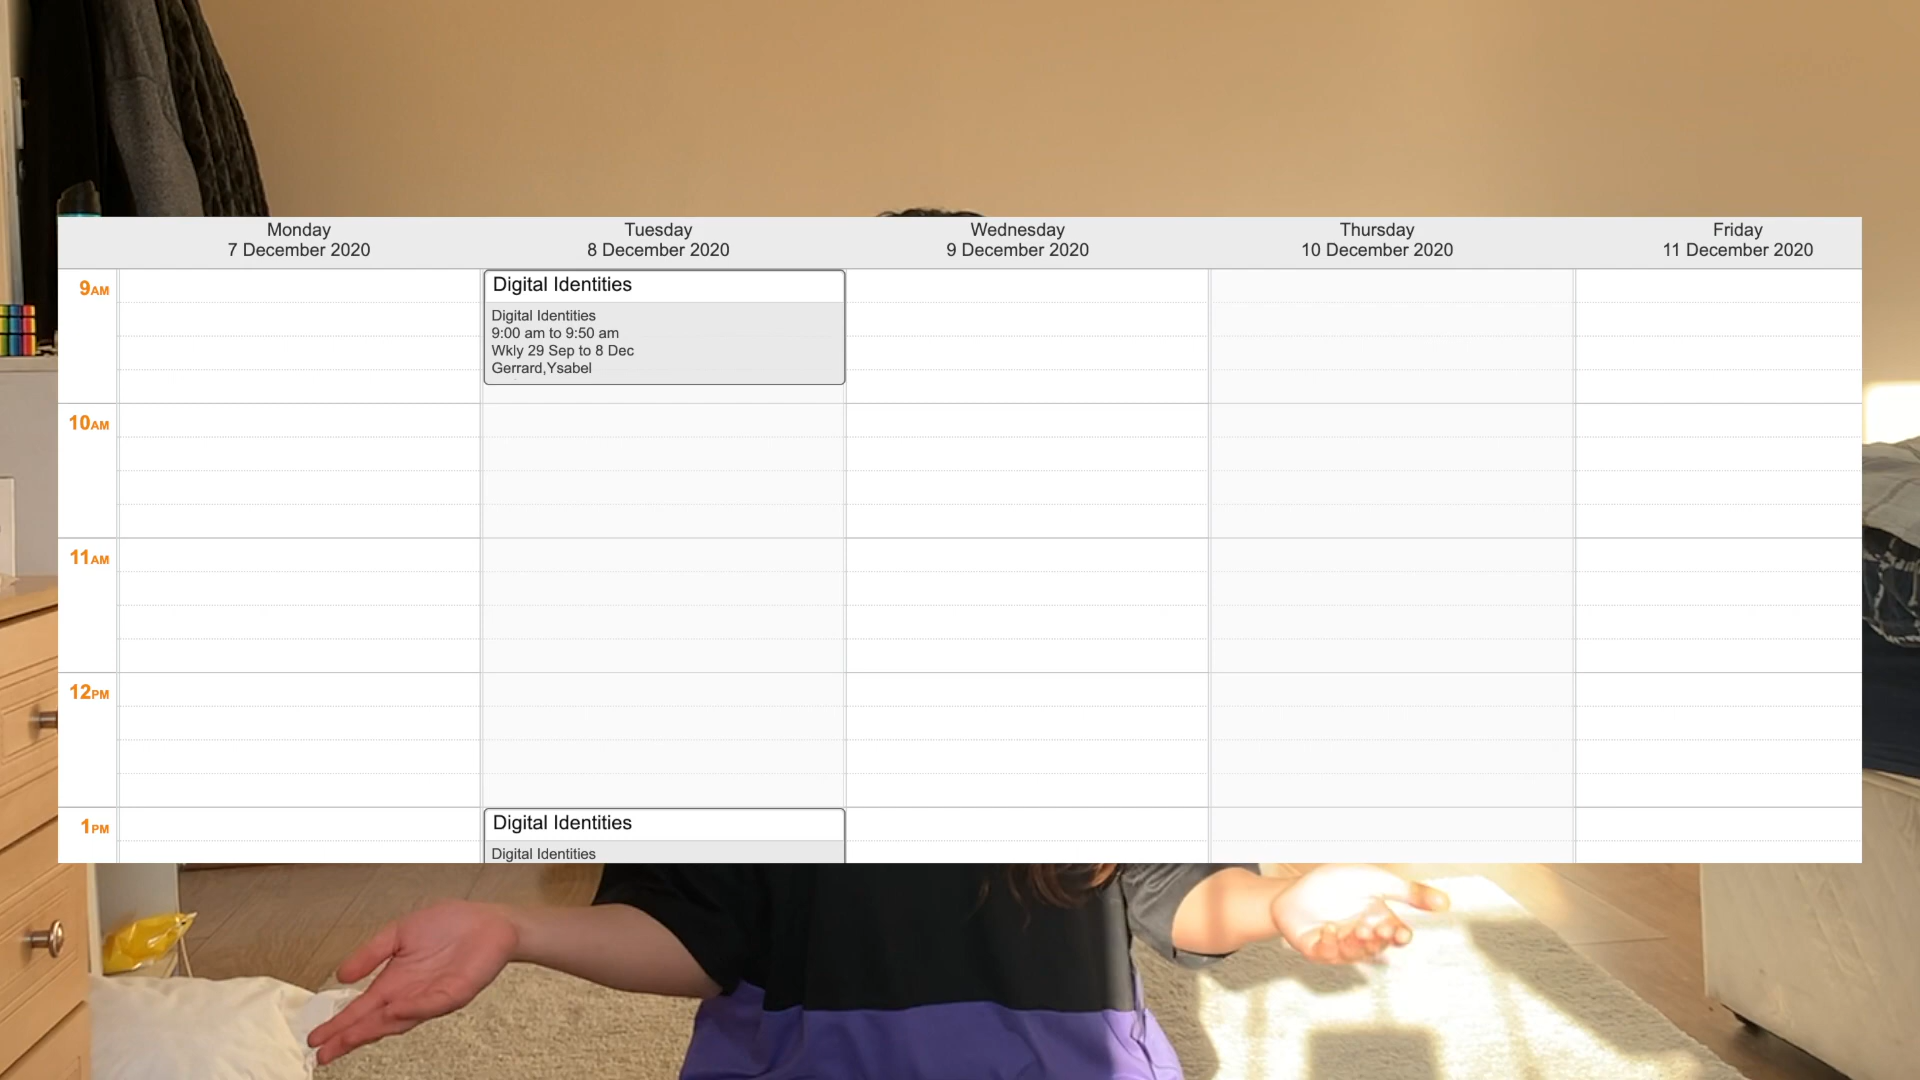 Monday
7 December 2020
Tuesday
8 December 2020
Wednesday
9 December 2020
Thursday
10 December 2020
Friday
11 December 2020
9AM
Digital Identities
Digital Identities
9:00 am to 9:50 am
Wkly 29 Sep to 8 Dec
Gerrard,Ysabel
10AM
11AM
12PM
1PM
Digital Identities
Digital Identities